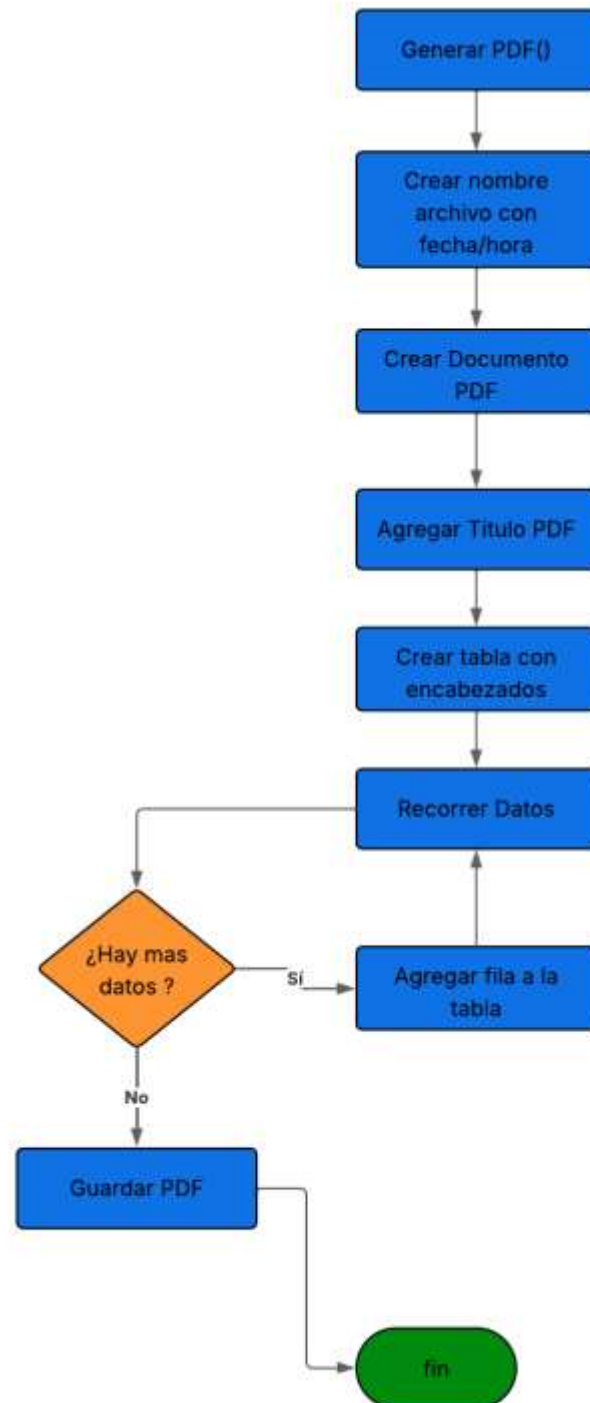 Generar PDF()
Crear nombre
archivo con
fecha/hora
Crear Documento
PDF
Agregar Titulo PDF
Crear tabla con
encabezados
Recorrer Datos
¿Hay mas
datos ?
Sí
Agregar fila a la
tabla
No
Guardar PDF
fin